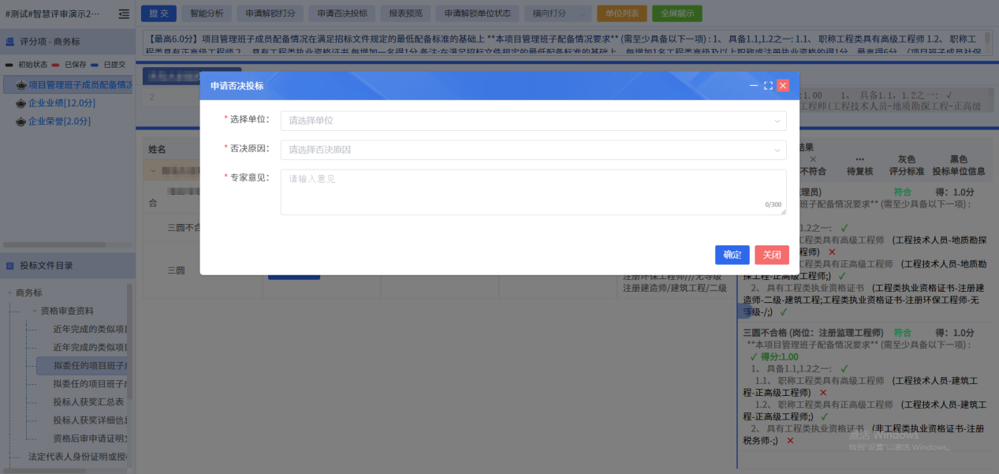 #测试#智慧评审演示2···
提 交
智能分析
申请解锁打分
申请否决投标
报表预览
申请解锁单位状态
横向打分
单位列表
全屏展示
评分项 - 商务标
初始状态 已保存 已提交
项目管理班子成员配备情况
企业业绩[12.0分]
企业荣誉[2.0分]
【最高6.0分】项目管理班子成员配备情况在满足招标文件规定的最低配备标准的基础上 **本项目管理班子配备情况要求** (需至少具备以下一项) : 1、 具备1.1,1.2之一: 1.1、 职称工程类具有高级工程师 1.2、 职称工
程类具有正高级工程师 2、 具有工程类执业资格证书 每增加一名得1分 备注:在满足招标文件规定的最低配备标准的基础上，每增加1名工程类高级及以上职称或注册执业资格的得1分，最高得6分。(项目班子成员社保
2
:1.00 1、 具备1.1，1.2之一: √
工程师(工程技术人员-地质勘探工程-正高级
申请否决投标
* 选择单位:
请选择单位
* 否决原因:
请选择否决原因
* 专家意见:
请输入意见
0/300
确定
关闭
姓名
合
三圆不合
三圆
注册环保工程师///无等级
注册建造师/建筑工程/二级
结果
× ··· 灰色 黑色
不符合 待复核 评分标准 投标单位信息
监理员) 符合 得: 1.0分
班子配备情况要求** (需至少具备以下一项) :
1.2之一: √
工程类具有高级工程师 (工程技术人员-地质勘探
程师) ×
工程类具有正高级工程师 (工程技术人员-地质勘
探工程-正高级工程师;) √
2、 具有工程类执业资格证书 (工程类执业资格证书-注册建
造师-二级-建筑工程;工程类执业资格证书-注册环保工程师-无
等级-/;) √
三圆不合格 (岗位: 注册监理工程师) 符合 得: 1.0分
**本项目管理班子配备情况要求** (需至少具备以下一项) :
√ 得分:1.00
1、 具备1.1,1.2之一: √
1.1、 职称工程类具有高级工程师 (工程技术人员-建筑工
程-正高级工程师) ×
1.2、 职称工程类具有正高级工程师 (工程技术人员-建筑工
程-正高级工程师;) √
2、 具有工程类执业资格证书 (非工程类执业资格证书-注册
税务师-;) ×
投标文件目录
商务标
资格审查资料
近年完成的类似项目
近年完成的类似项目
拟委任的项目班子成
拟委任的项目班子成
投标人获奖汇总表
投标人获奖详细信息
资格后审申请证明文
法定代表人身份证明或授权
激活 Windows
转到"设置"以激活 Windows。